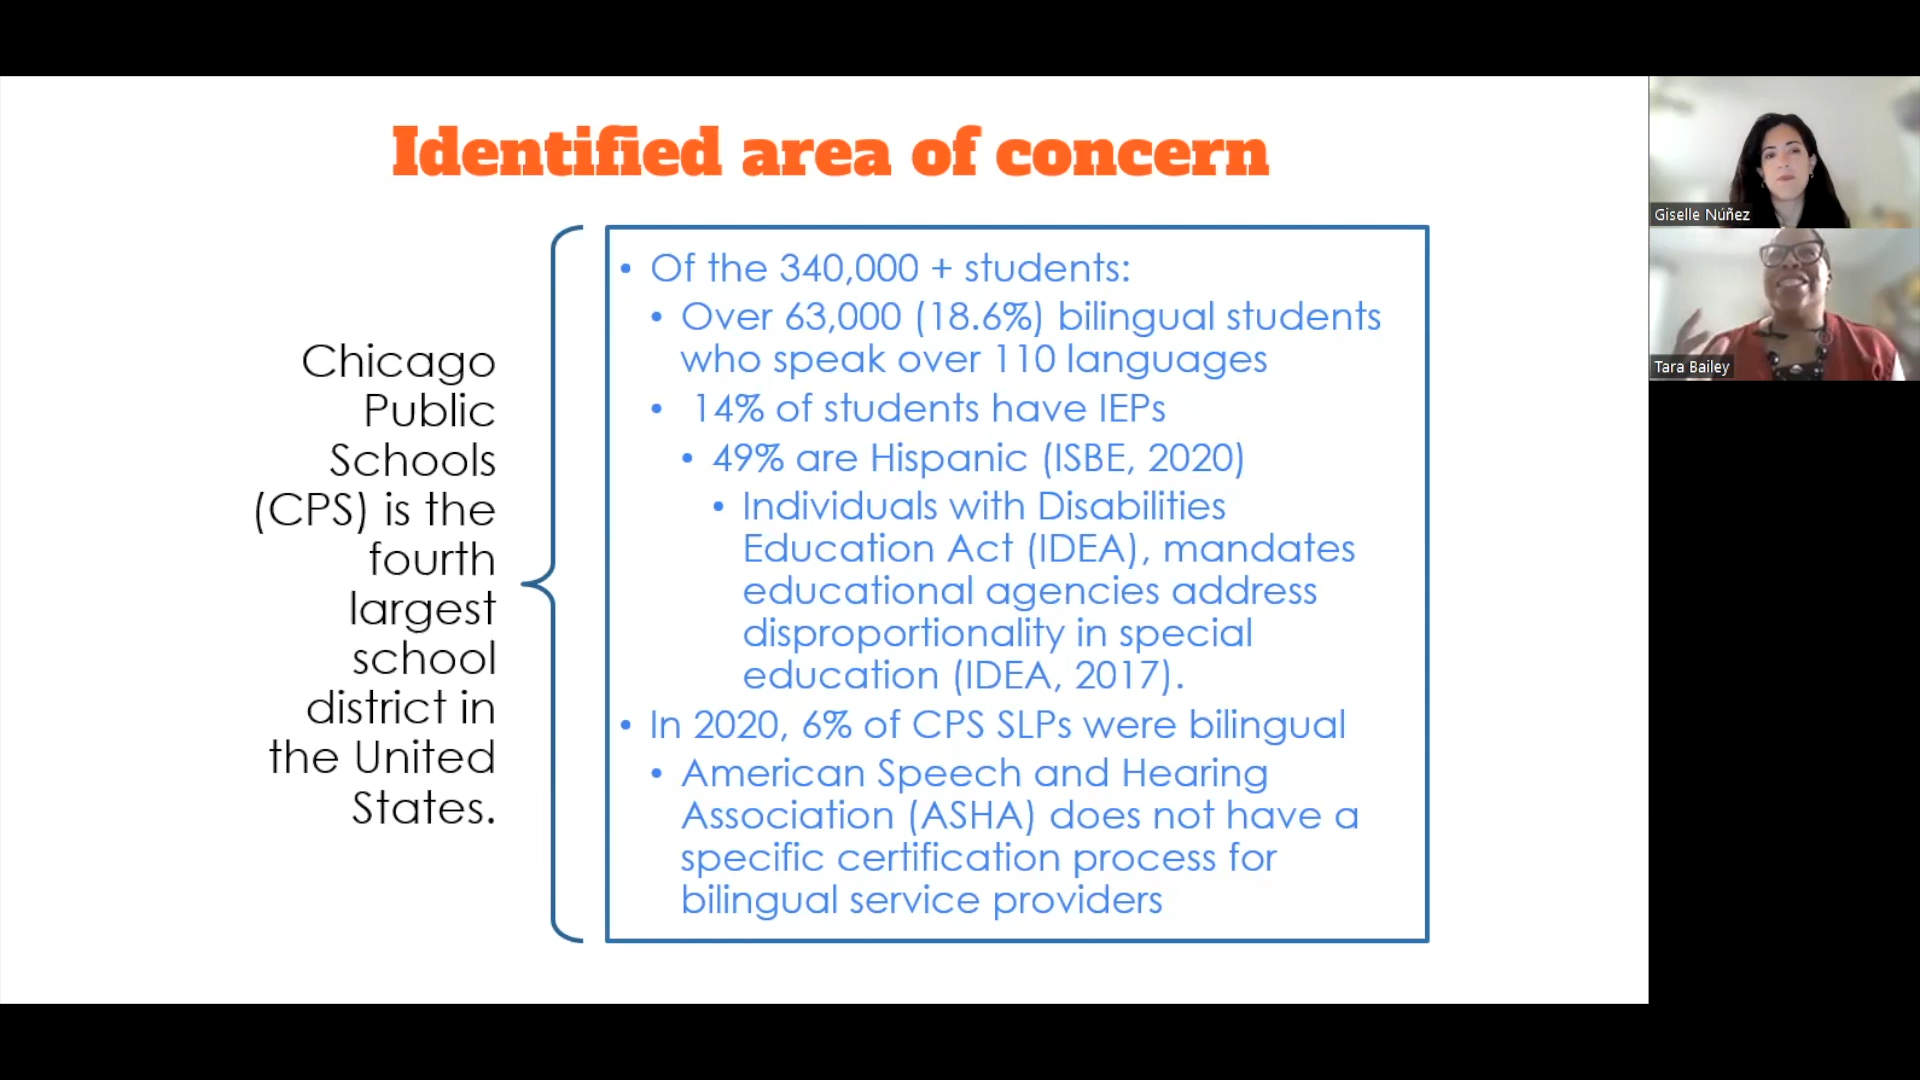 Identified area of concern
Chicago
Public
Schools
(CPS) is the
fourth
largest
school
district in
the United
States.
• Of the 340,000 + students:
• Over 63,000 (18.6%) bilingual students
who speak over 110 languages
• 14% of students have IEPs
• 49% are Hispanic (ISBE, 2020)
• Individuals with Disabilities
Education Act (IDEA), mandates
educational agencies address
disproportionality in special
education (IDEA, 2017).
• In 2020, 6% of CPS SLPs were bilingual
• American Speech and Hearing
Association (ASHA) does not have a
specific certification process for
bilingual service providers
Giselle Núñez
Tara Bailey